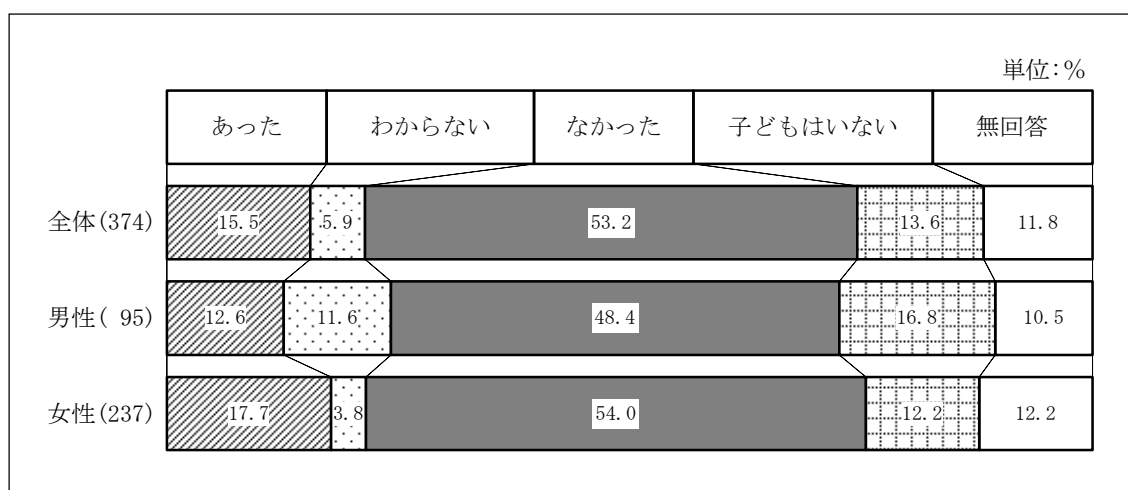 単位：％
あった わからない なかった 子どもはいない 無回答
全体(374) 15.5 5.9 53.2 13.6 11.8
男性( 95) 12.6 11.6 48.4 16.8 10.5
女性(237) 17.7 3.8 54.0 12.2 12.2